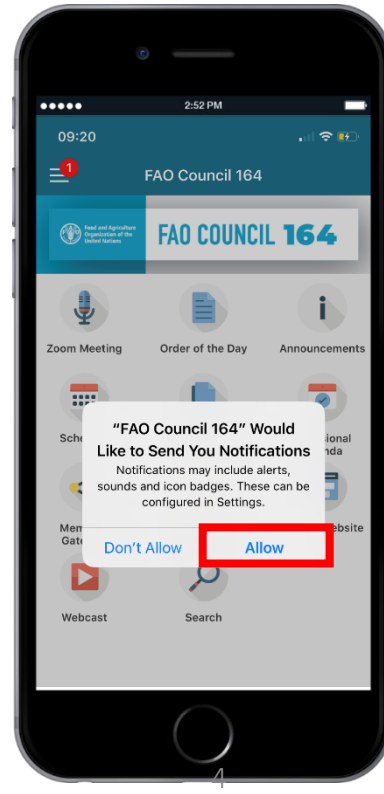 2:52 PM
09:20
1
FAO Council 164
Food and Agriculture
Organization of the
United Nations
FAO COUNCIL 164
Zoom Meeting
Order of the Day
Announcements
"FAO Council 164" Would
Like to Send You Notifications
Notifications may include alerts,
sounds and icon badges. These can be
configured in Settings.
Don't Allow
Allow
Webcast
Search
4